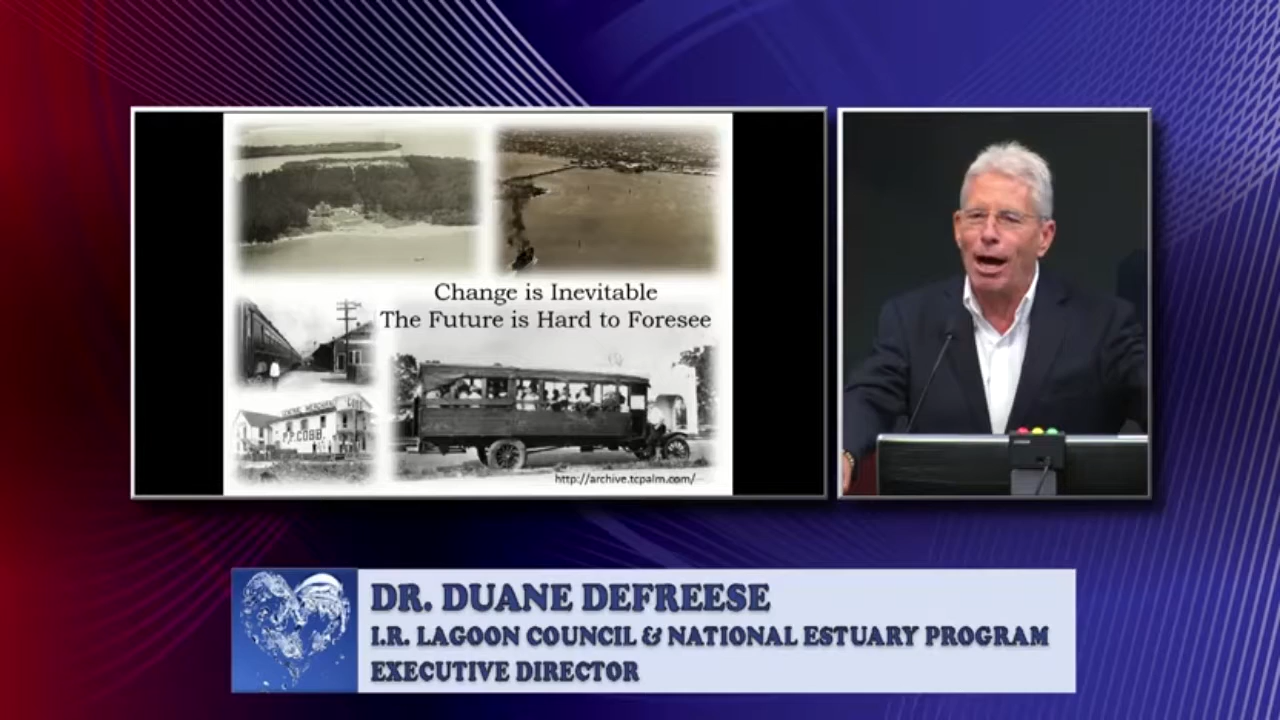 Change is Inevitable
The Future is Hard to Foresee
P.P. COBB
http://archive.tcpalm.com/
DR. DUANE DEFREESE
I.R. LAGOON COUNCIL & NATIONAL ESTUARY PROGRAM
EXECUTIVE DIRECTOR